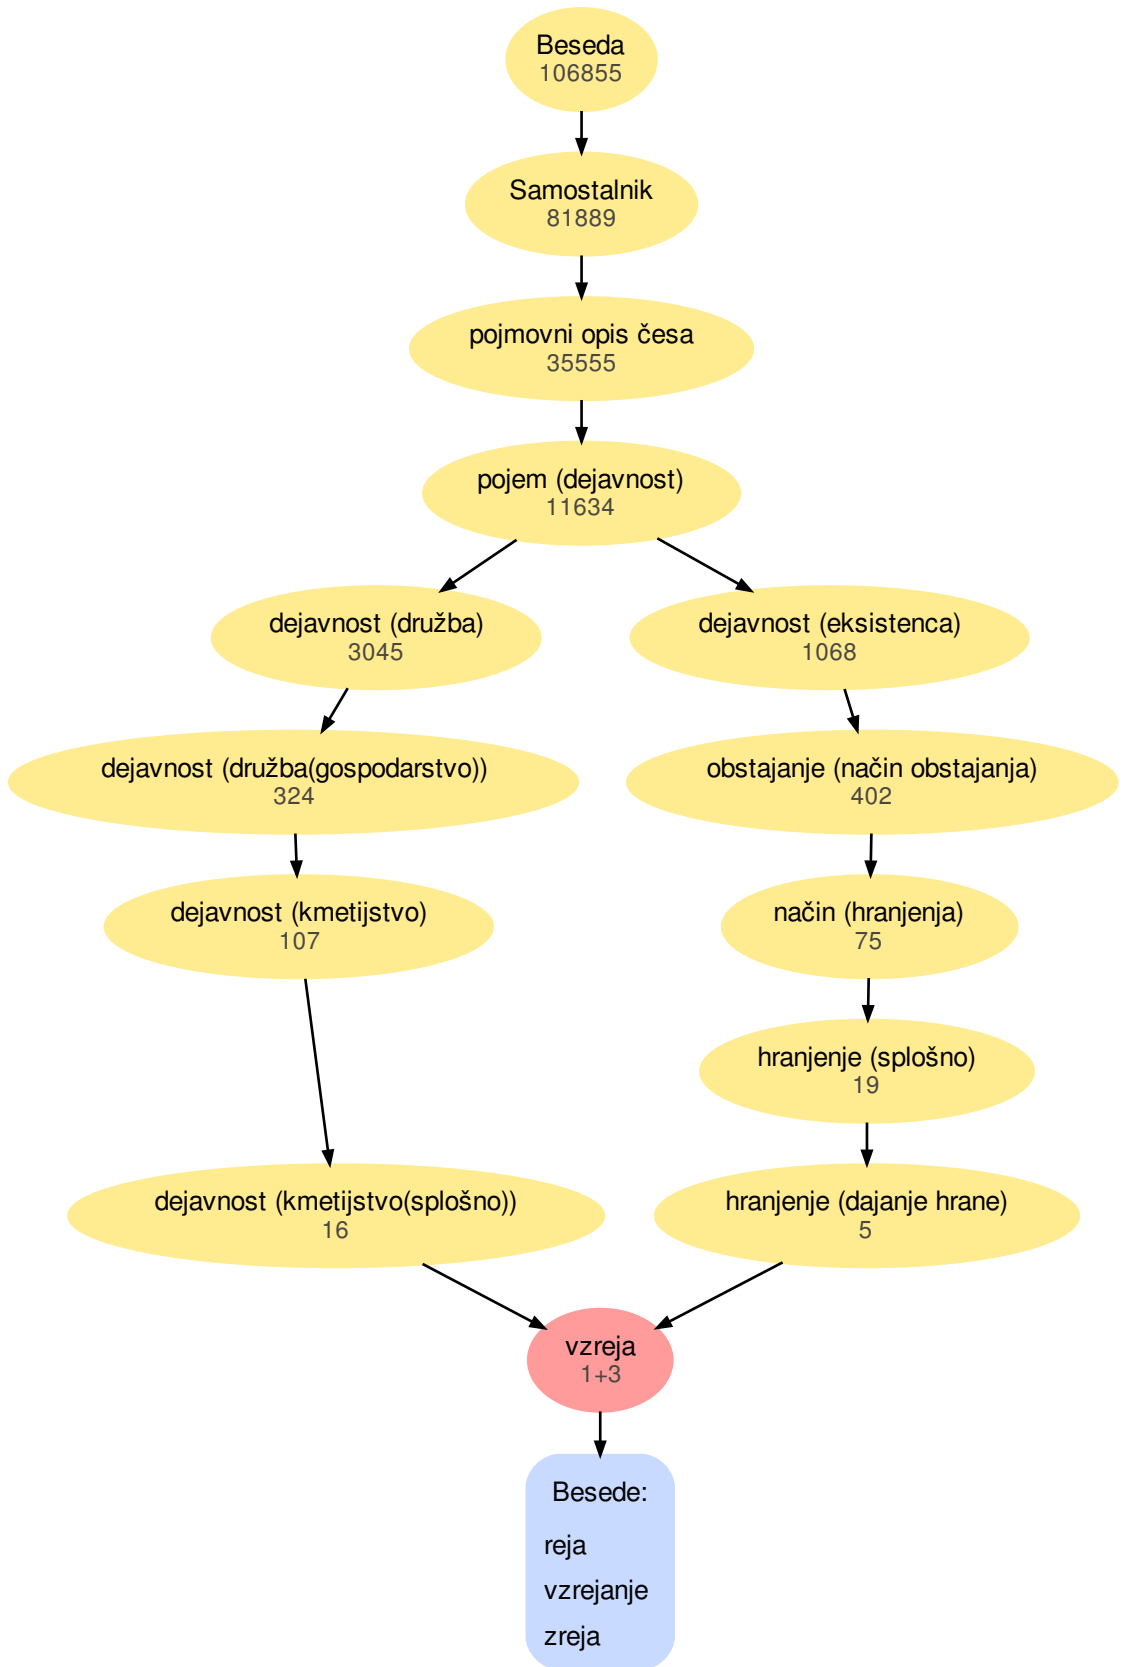 Beseda
106855
Samostalnik
81889
pojmovni opis česa
35555
pojem (dejavnost)
11634
dejavnost (družba)
3045
dejavnost (eksistenca)
1068
dejavnost (družba(gospodarstvo))
324
obstajanje (način obstajanja)
402
dejavnost (kmetijstvo)
107
način (hranjenja)
75
hranjenje (splošno)
19
dejavnost (kmetijstvo(splošno))
16
hranjenje (dajanje hrane)
5
vzreja
1+3
Besede:
reja
vzrejanje
zreja